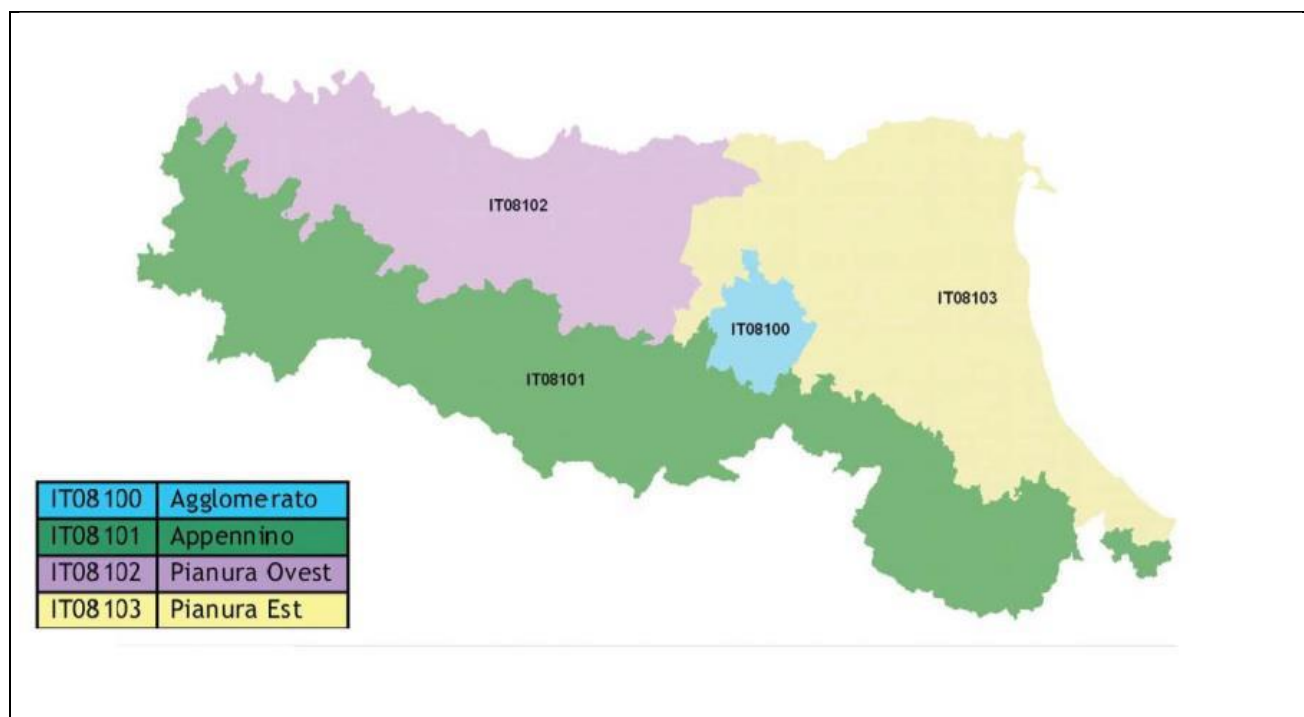 IT08102
IT08103
IT08100
IT08101
IT08100 Agglomerato
IT08101 Appennino
IT08102 Pianura Ovest
IT08103 Pianura Est